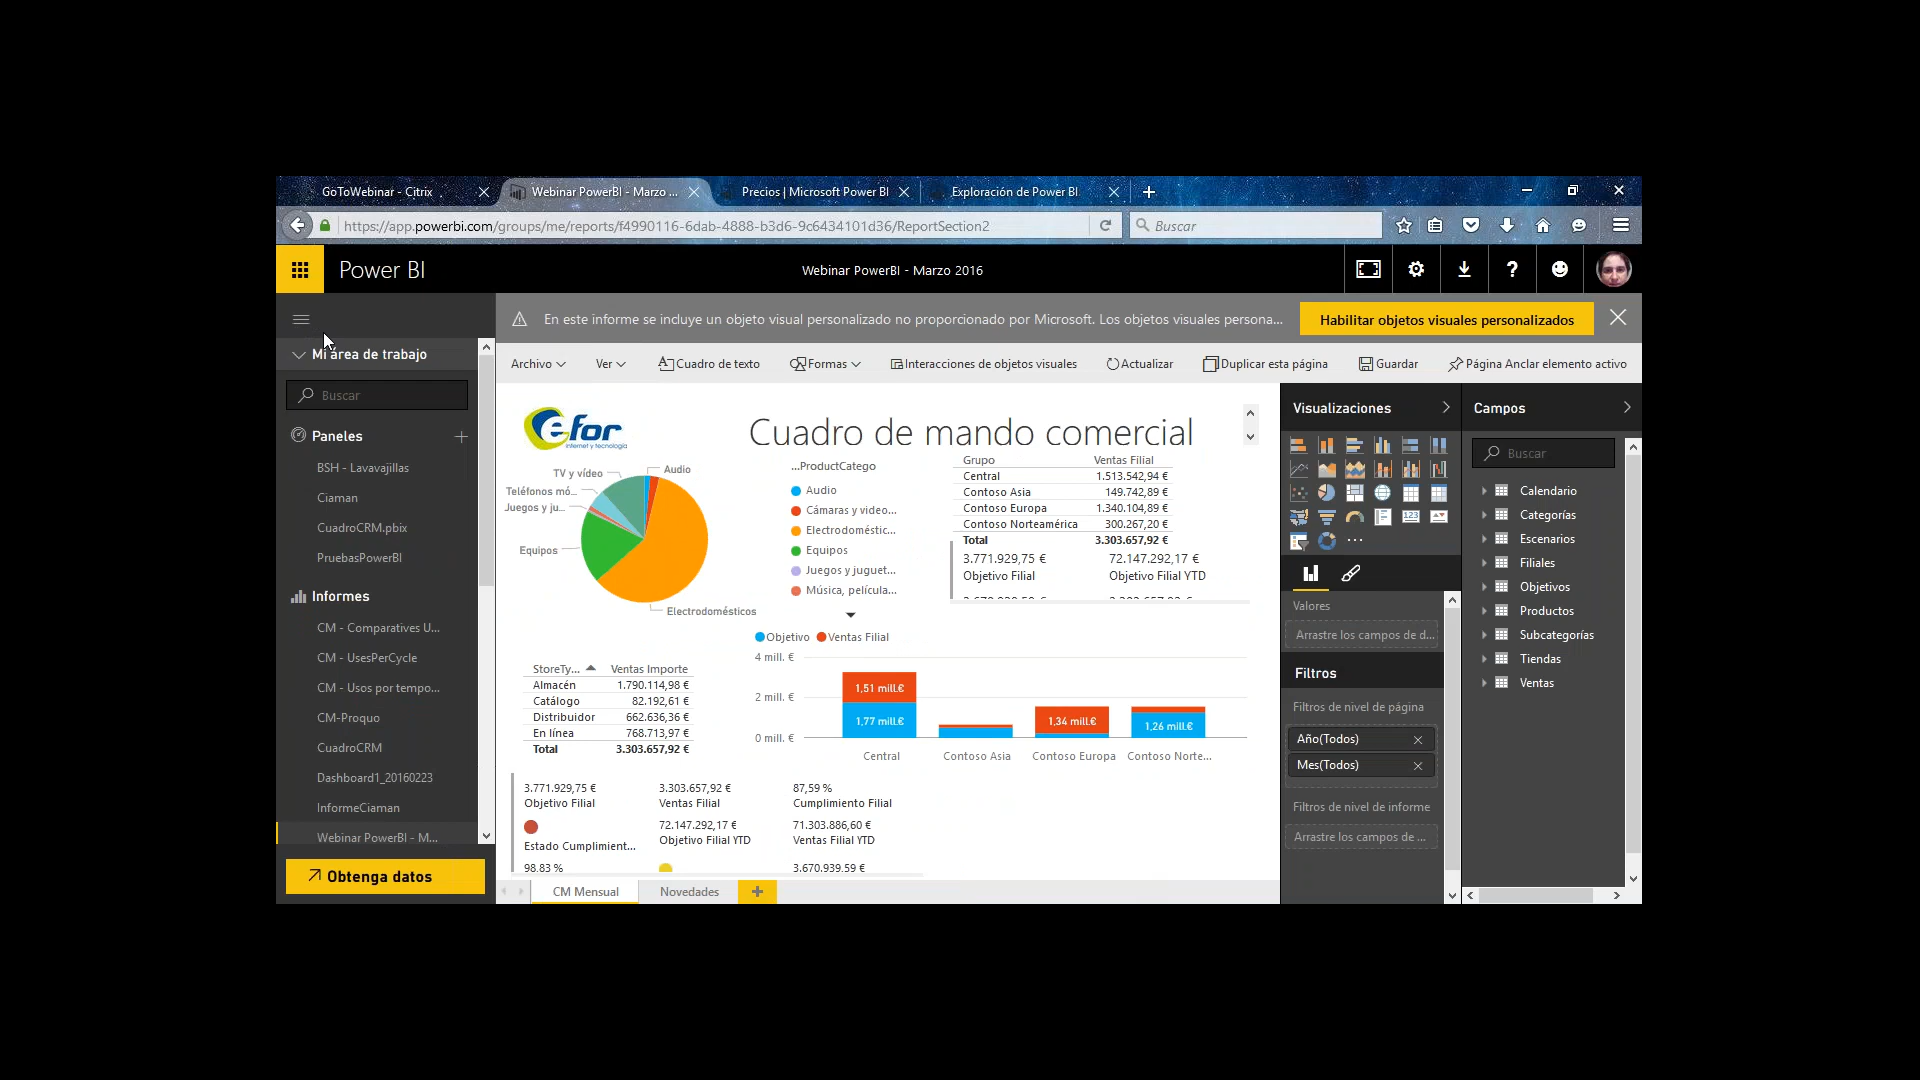 GoToWebinar - Citrix
Webinar PowerBI - Marzo ...
Precios | Microsoft Power BI
Exploración de Power BI
https://app.powerbi.com/groups/me/reports/f4990116-6dab-4888-b3d6-9c6434101d36/ReportSection2
Buscar
Power BI
Webinar PowerBI - Marzo 2016
En este informe se incluye un objeto visual personalizado no proporcionado por Microsoft. Los objetos visuales persona...
Habilitar objetos visuales personalizados
Mi área de trabajo
Buscar
Paneles
BSH - Lavavajillas
Ciaman
CuadroCRM.pbix
PruebasPowerBI
Informes
CM - Comparatives U...
CM - UsesPerCycle
CM - Usos por tempo...
CM-Proquo
CuadroCRM
Dashboard1_20160223
InformeCiaman
Webinar PowerBI - M...
Obtenga datos
Archivo
Ver
Cuadro de texto
Formas
Interacciones de objetos visuales
Actualizar
Duplicar esta página
Guardar
Página Anclar elemento activo
efor
internet y tecnología
Cuadro de mando comercial
TV y vídeo
Audio
Teléfonos mó...
Juegos y ju...
Equipos
Electrodomésticos
...ProductCatego
Audio
Cámaras y video...
Electrodoméstic...
Equipos
Juegos y juguet...
Música, película...
Grupo Ventas Filial
Central 1.513.542,94 €
Contoso Asia 149.742,89 €
Contoso Europa 1.340.104,89 €
Contoso Norteamérica 300.267,20 €
Total 3.303.657,92 €
3.771.929,75 € 72.147.292,17 €
Objetivo Filial Objetivo Filial YTD
StoreTy... Ventas Importe
Almacén 1.790.114,98 €
Catálogo 82.192,61 €
Distribuidor 662.636,36 €
En línea 768.713,97 €
Total 3.303.657,92 €
Objetivo Ventas Filial
4 mill. €
2 mill. €
0 mill. €
1,51 mill.€
1,77 mill.€
1,34 mill.€
1,26 mill.€
Central Contoso Asia Contoso Europa Contoso Norte...
3.771.929,75 € 3.303.657,92 € 87,59 %
Objetivo Filial Ventas Filial Cumplimiento Filial
72.147.292,17 € 71.303.886,60 €
Estado Cumplimient... Objetivo Filial YTD Ventas Filial YTD
98.83 % 3.670.939.59 €
CM Mensual
Novedades
Visualizaciones
Valores
Arrastre los campos de d...
Filtros
Filtros de nivel de página
Año(Todos)
Mes(Todos)
Filtros de nivel de informe
Arrastre los campos de ...
Campos
Buscar
Calendario
Categorías
Escenarios
Filiales
Objetivos
Productos
Subcategorías
Tiendas
Ventas